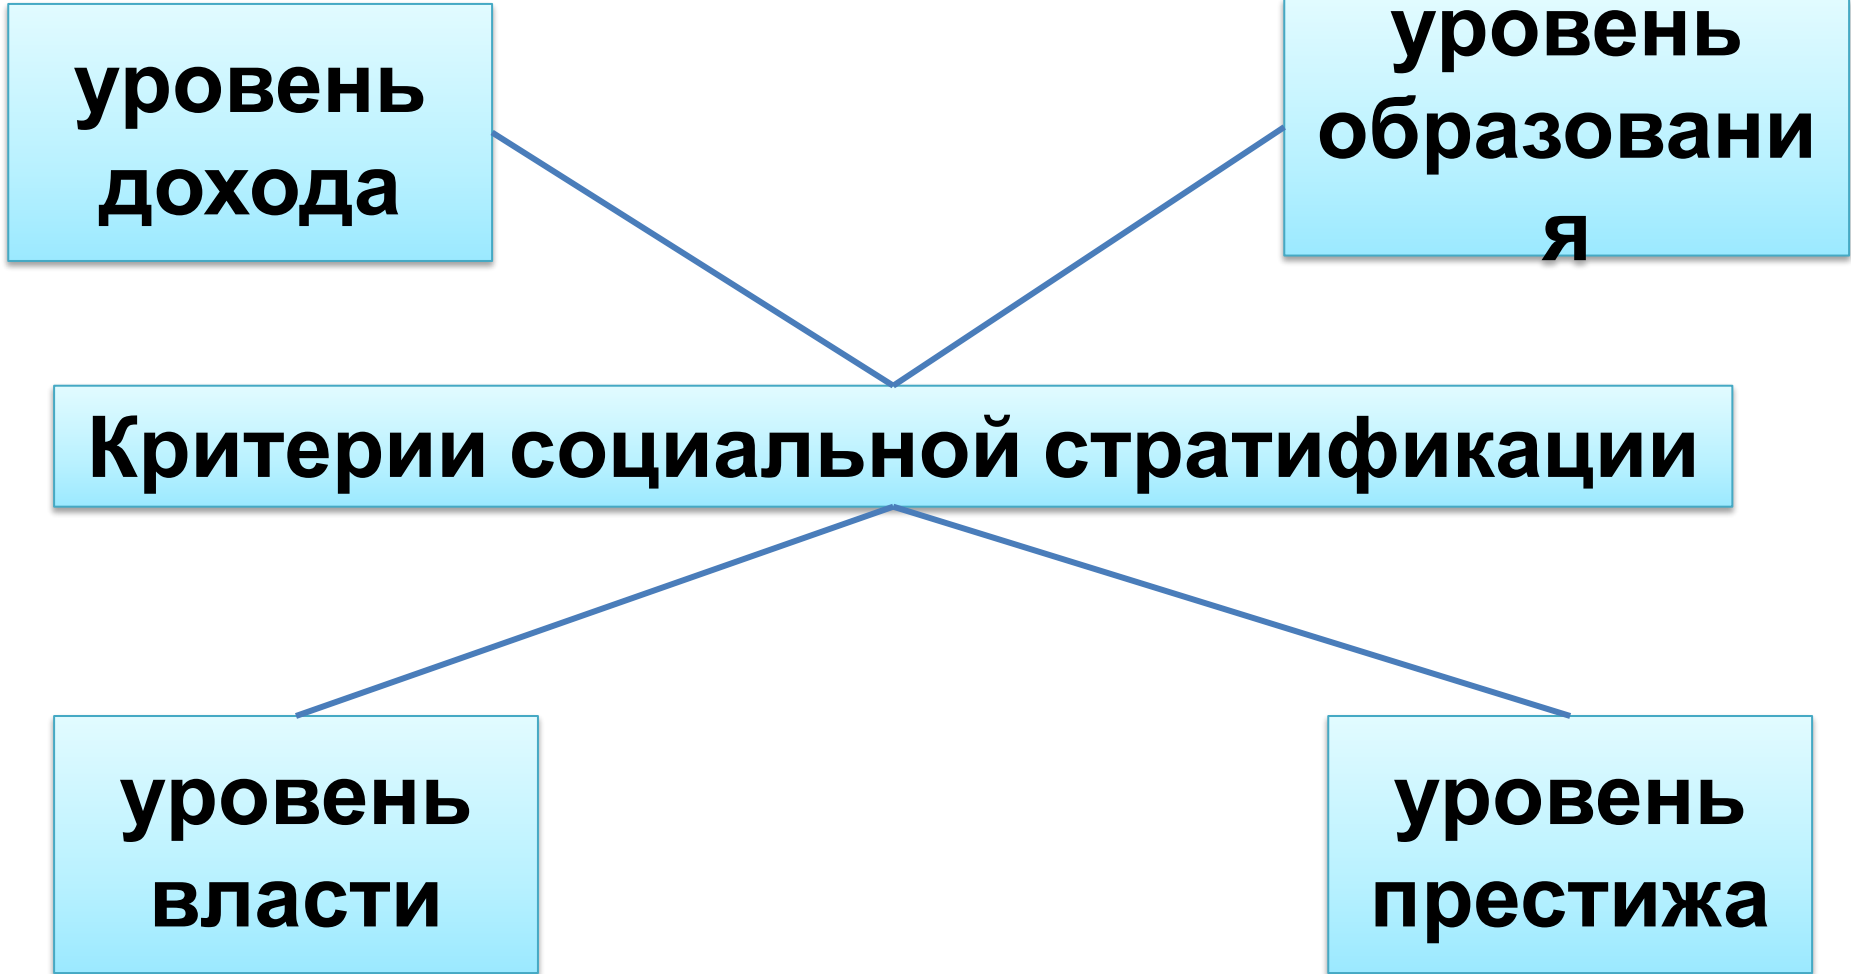 уровень
дохода
уровень
образовани
я
Критерии социальной стратификации
уровень
власти
уровень
престижа